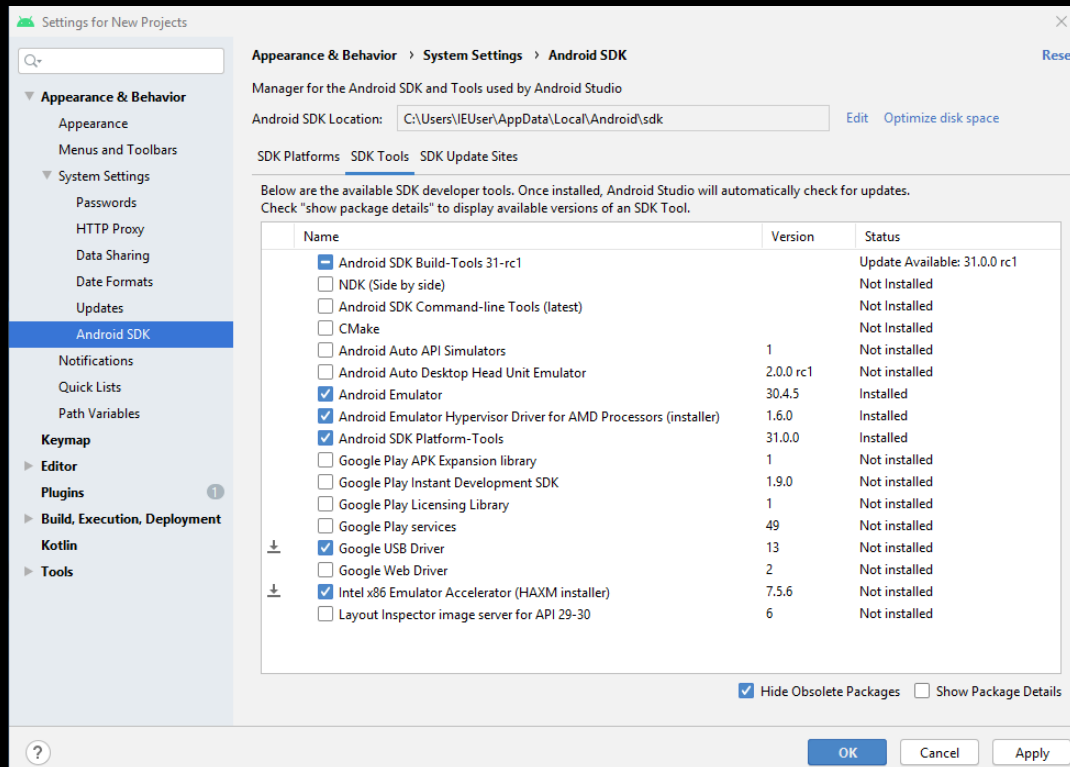 Settings for New Projects
Appearance & Behavior
Appearance
Menus and Toolbars
System Settings
Passwords
HTTP Proxy
Data Sharing
Date Formats
Updates
Android SDK
Notifications
Quick Lists
Path Variables
Keymap
Editor
Plugins 1
Build, Execution, Deployment
Kotlin
Tools
Appearance & Behavior › System Settings › Android SDK Rese
Manager for the Android SDK and Tools used by Android Studio
Android SDK Location: C:\Users\IEUser\AppData\Local\Android\sdk Edit Optimize disk space
SDK Platforms SDK Tools SDK Update Sites
Below are the available SDK developer tools. Once installed, Android Studio will automatically check for updates.
Check "show package details" to display available versions of an SDK Tool.
Name Version Status
Android SDK Build-Tools 31-rc1 Update Available: 31.0.0 rc1
NDK (Side by side) Not Installed
Android SDK Command-line Tools (latest) Not Installed
CMake Not Installed
Android Auto API Simulators 1 Not installed
Android Auto Desktop Head Unit Emulator 2.0.0 rc1 Not installed
Android Emulator 30.4.5 Installed
Android Emulator Hypervisor Driver for AMD Processors (installer) 1.6.0 Installed
Android SDK Platform-Tools 31.0.0 Installed
Google Play APK Expansion library 1 Not installed
Google Play Instant Development SDK 1.9.0 Not installed
Google Play Licensing Library 1 Not installed
Google Play services 49 Not installed
Google USB Driver 13 Not installed
Google Web Driver 2 Not installed
Intel x86 Emulator Accelerator (HAXM installer) 7.5.6 Not installed
Layout Inspector image server for API 29-30 6 Not installed
Hide Obsolete Packages Show Package Details
? OK Cancel Apply